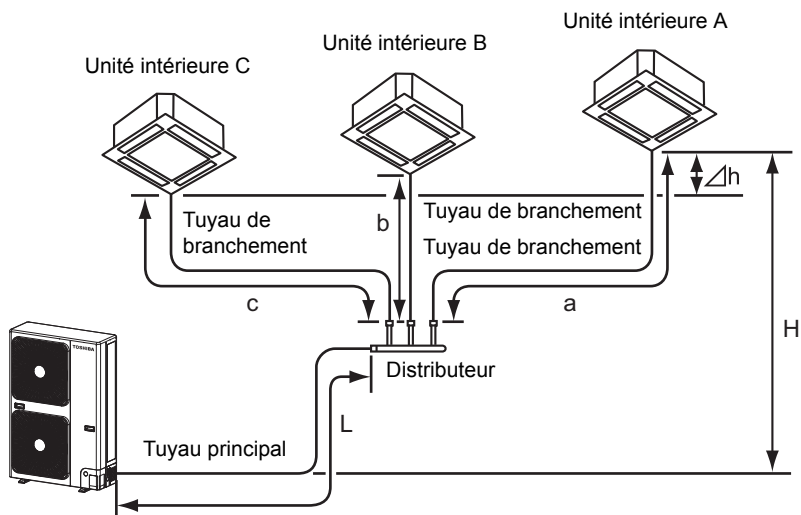 Unité intérieure A
Unité intérieure B
Unité intérieure C
⊿h
b
Tuyau de branchement
Tuyau de
branchement
Tuyau de branchement
c
a
H
TOSHIBA
Distributeur
L
Tuyau principal